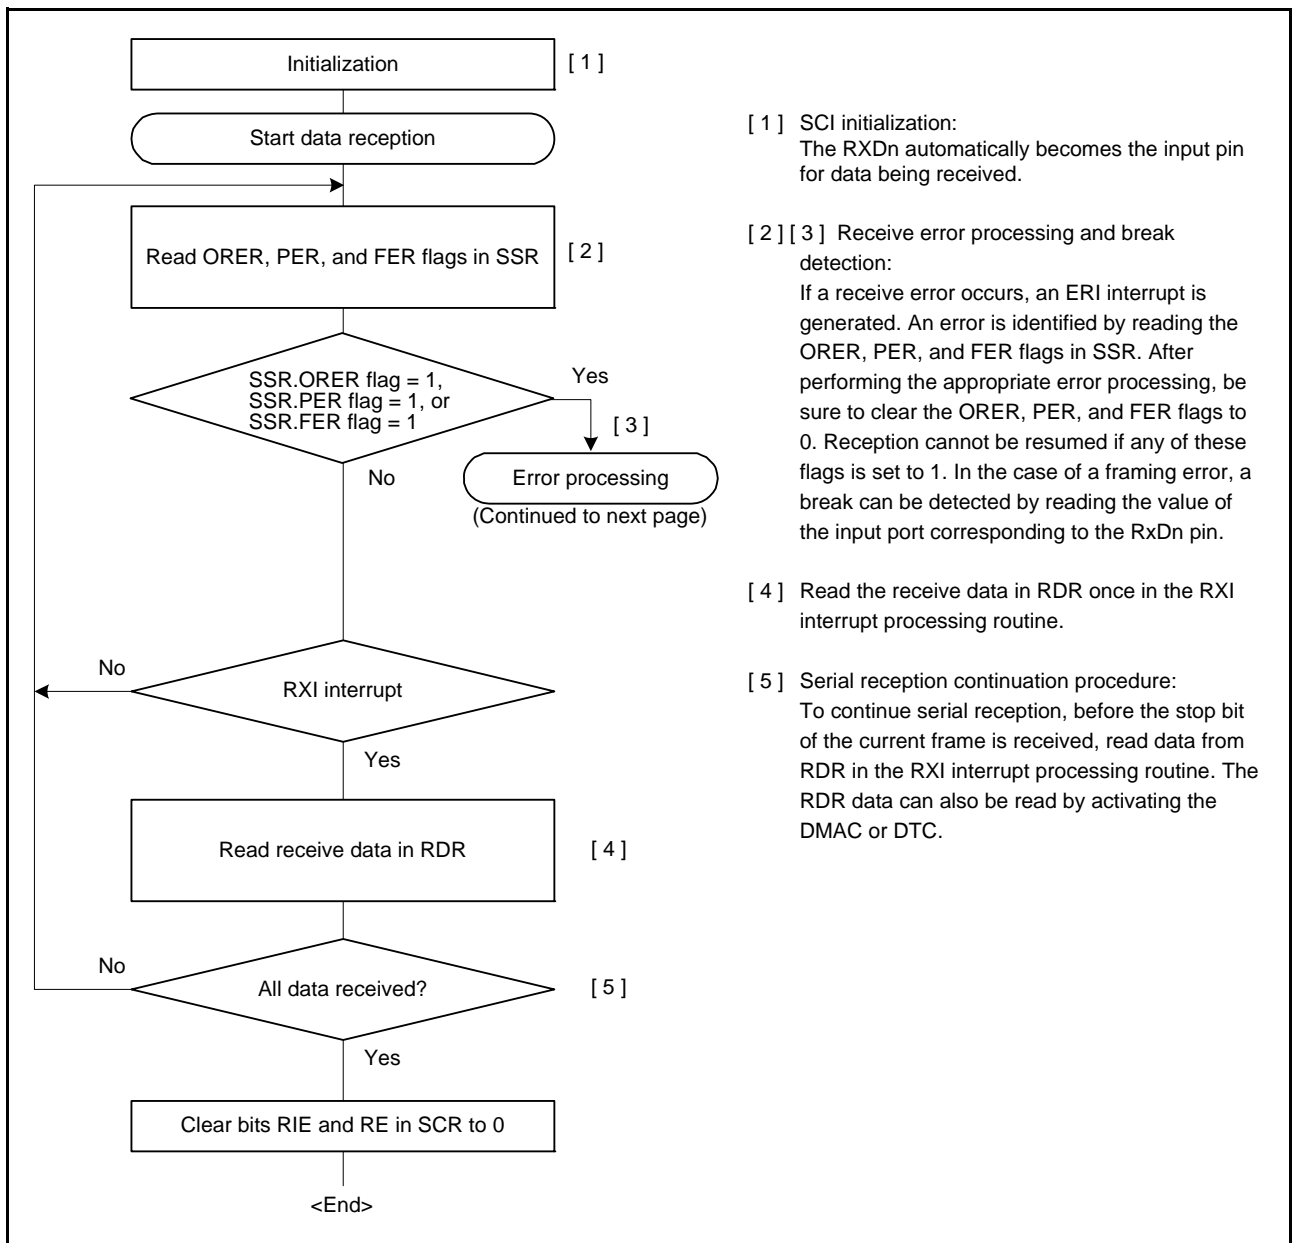 Initialization
[ 1 ]
Start data reception
Read ORER, PER, and FER flags in SSR
[ 2 ]
SSR.ORER flag = 1,
SSR.PER flag = 1, or
SSR.FER flag = 1
Yes
[ 3 ]
No
Error processing
(Continued to next page)
No
RXI interrupt
Yes
Read receive data in RDR
[ 4 ]
No
All data received?
[ 5 ]
Yes
Clear bits RIE and RE in SCR to 0
<End>
[ 1 ] SCI initialization:
The RXDn automatically becomes the input pin
for data being received.
[ 2 ] [ 3 ] Receive error processing and break
detection:
If a receive error occurs, an ERI interrupt is
generated. An error is identified by reading the
ORER, PER, and FER flags in SSR. After
performing the appropriate error processing, be
sure to clear the ORER, PER, and FER flags to
0. Reception cannot be resumed if any of these
flags is set to 1. In the case of a framing error, a
break can be detected by reading the value of
the input port corresponding to the RxDn pin.
[ 4 ] Read the receive data in RDR once in the RXI
interrupt processing routine.
[ 5 ] Serial reception continuation procedure:
To continue serial reception, before the stop bit
of the current frame is received, read data from
RDR in the RXI interrupt processing routine. The
RDR data can also be read by activating the
DMAC or DTC.